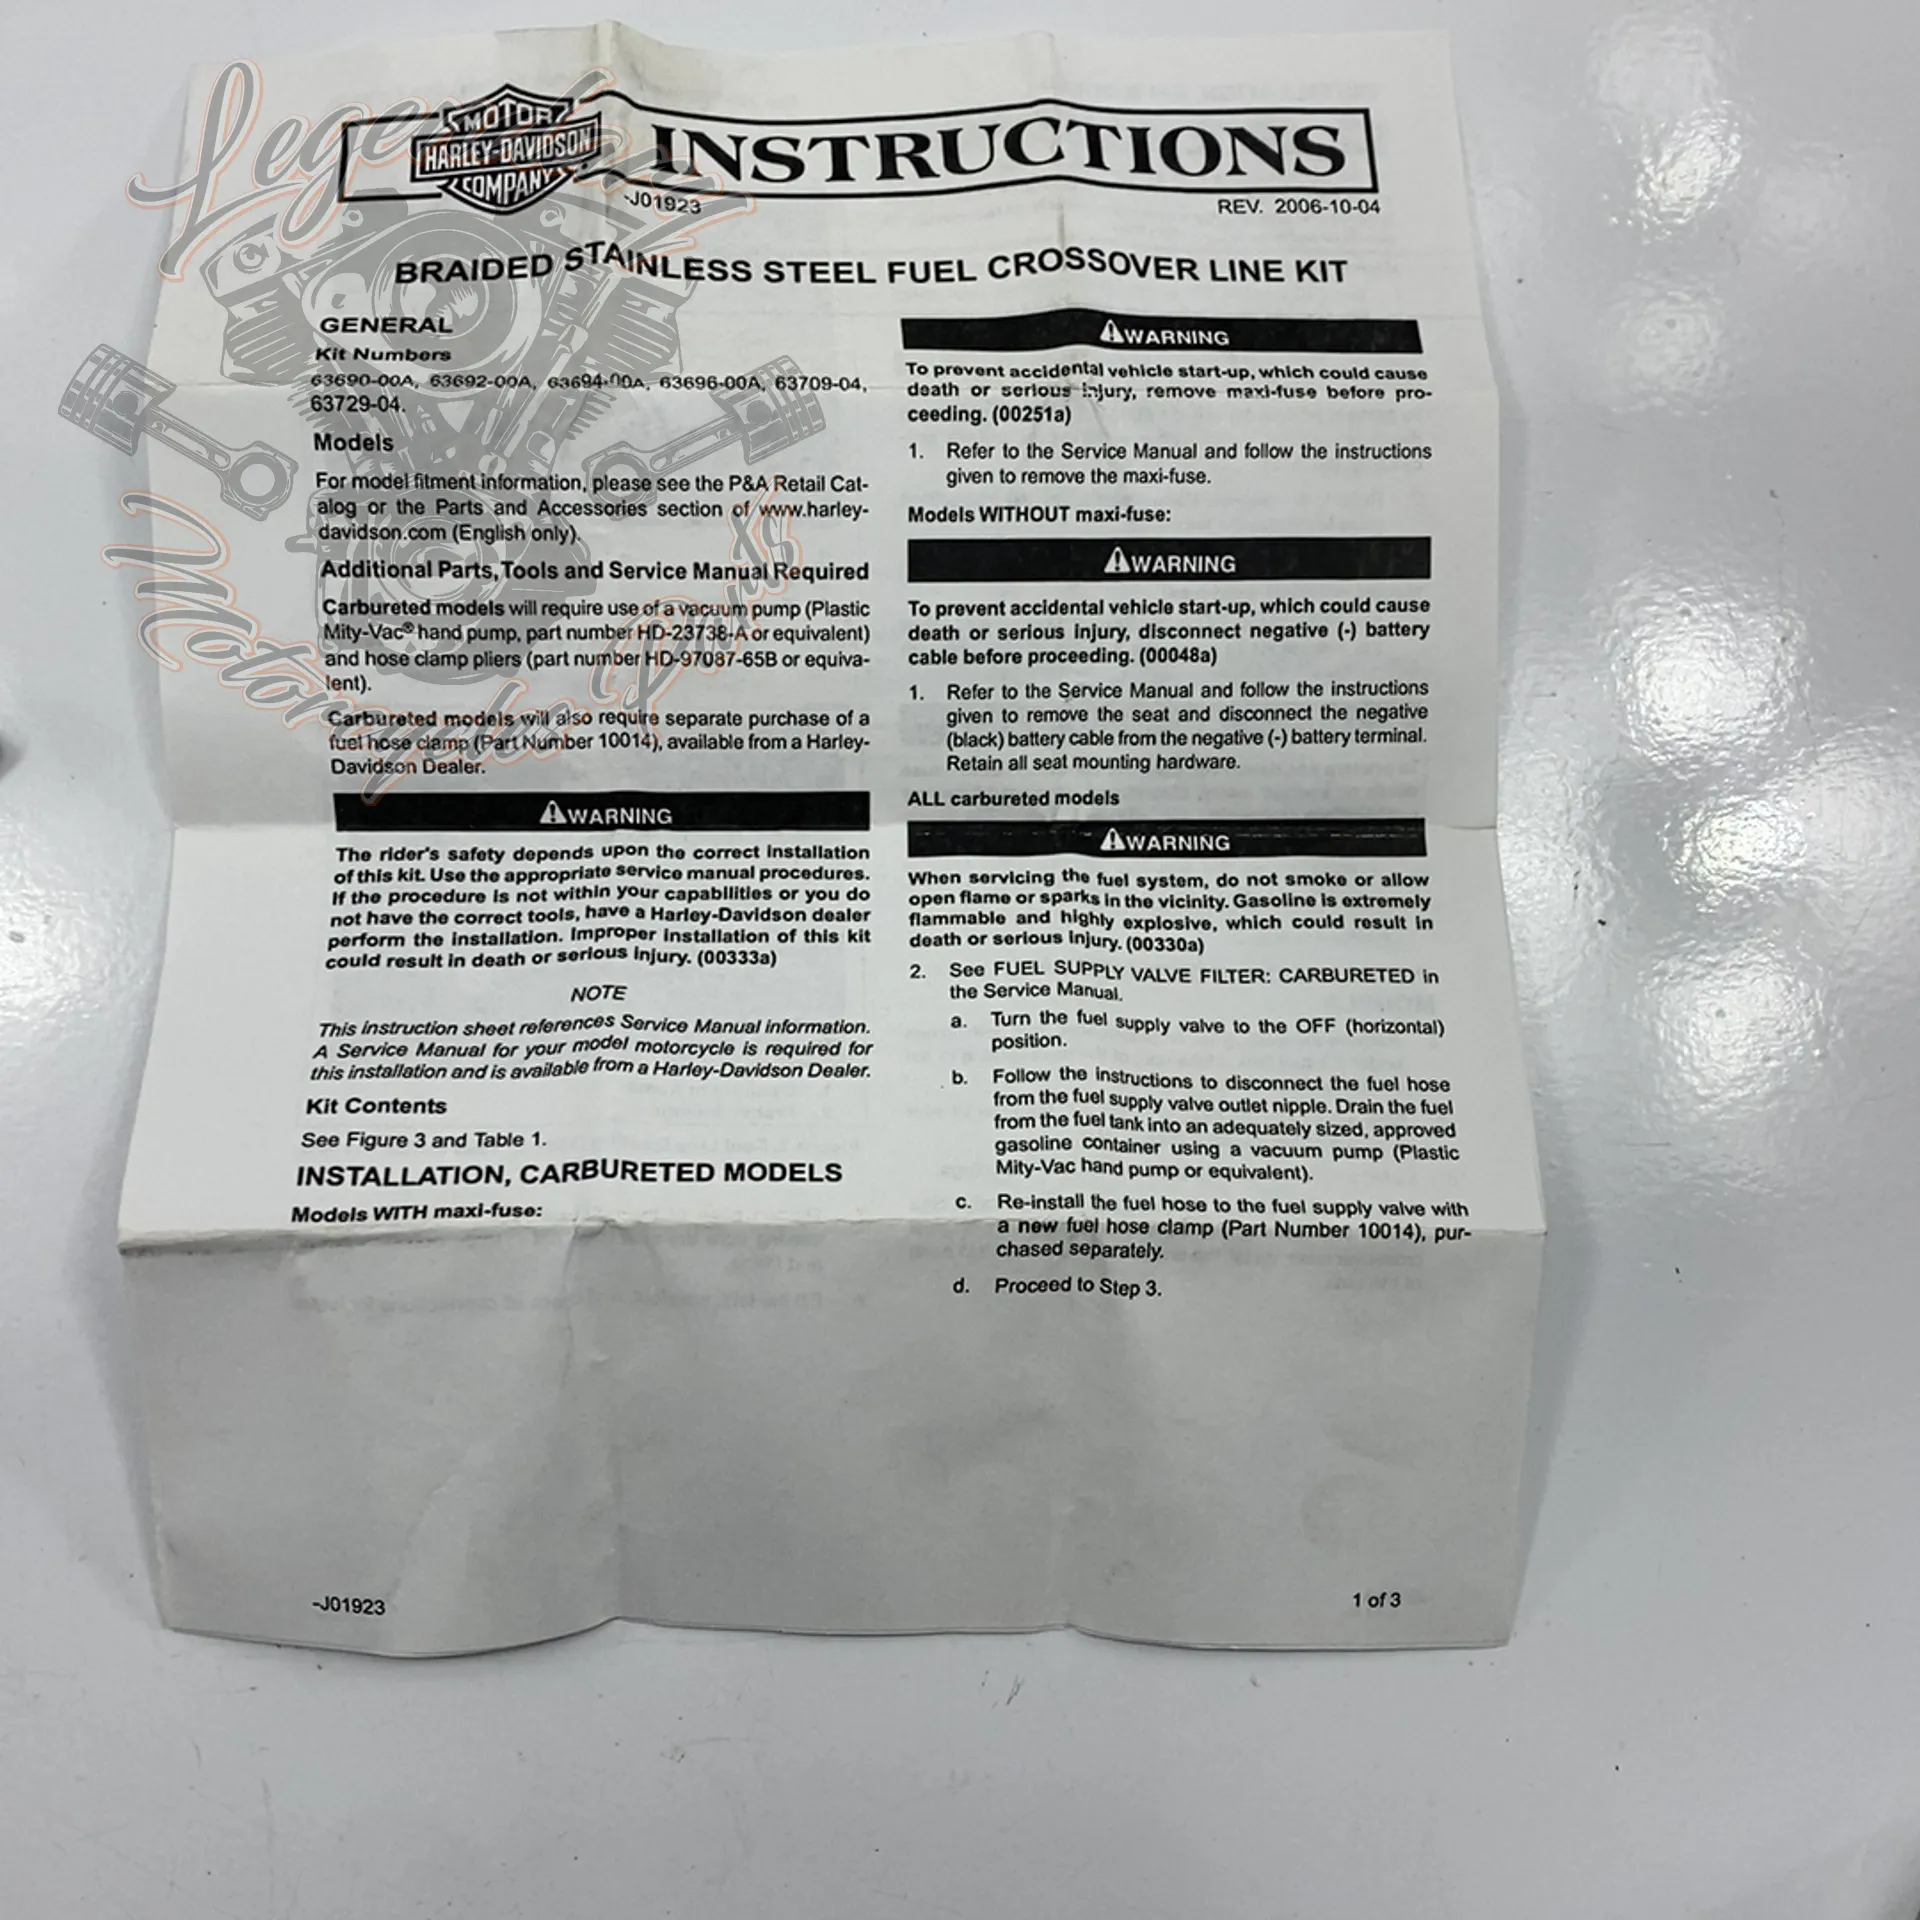 MOTOR
HARLEY-DAVIDSON
COMPANY
INSTRUCTIONS
-J01923
REV. 2006-10-04
BRAIDED STAINLESS STEEL FUEL CROSSOVER LINE KIT
GENERAL
Kit Numbers
63690-00A, 63692-00A, 63694-00A, 63696-00A, 63709-04,
63729-04.
Models
For model fitment information, please see the P&A Retail Cat-
alog or the Parts and Accessories section of www.harley-
davidson.com (English only).
Additional Parts, Tools and Service Manual Required
Carbureted models will require use of a vacuum pump (Plastic
Mity-Vac® hand pump, part number HD-23738-A or equivalent)
and hose clamp pliers (part number HD-97087-65B or equiva-
lent).
Carbureted models will also require separate purchase of a
fuel hose clamp (Part Number 10014), available from a Harley-
Davidson Dealer.
WARNING
The rider's safety depends upon the correct installation
of this kit. Use the appropriate service manual procedures.
If the procedure is not within your capabilities or you do
not have the correct tools, have a Harley-Davidson dealer
perform the installation. Improper installation of this kit
could result in death or serious injury. (00333a)
NOTE
This instruction sheet references Service Manual information.
A Service Manual for your model motorcycle is required for
this installation and is available from a Harley-Davidson Dealer.
Kit Contents
See Figure 3 and Table 1.
INSTALLATION, CARBURETED MODELS
Models WITH maxi-fuse:
WARNING
To prevent accidental vehicle start-up, which could cause
death or serious injury, remove maxi-fuse before pro-
ceeding. (00251a)
1. Refer to the Service Manual and follow the instructions
given to remove the maxi-fuse.
Models WITHOUT maxi-fuse:
WARNING
To prevent accidental vehicle start-up, which could cause
death or serious injury, disconnect negative (-) battery
cable before proceeding. (00048a)
1. Refer to the Service Manual and follow the instructions
given to remove the seat and disconnect the negative
(black) battery cable from the negative (-) battery terminal.
Retain all seat mounting hardware.
ALL carbureted models
WARNING
When servicing the fuel system, do not smoke or allow
open flame or sparks in the vicinity. Gasoline is extremely
flammable and highly explosive, which could result in
death or serious injury. (00330a)
2. See FUEL SUPPLY VALVE FILTER: CARBURETED in
the Service Manual.
a. Turn the fuel supply valve to the OFF (horizontal)
position.
b. Follow the instructions to disconnect the fuel hose
from the fuel supply valve outlet nipple. Drain the fuel
from the fuel tank into an adequately sized, approved
gasoline container using a vacuum pump (Plastic
Mity-Vac hand pump or equivalent).
c. Re-install the fuel hose to the fuel supply valve with
a new fuel hose clamp (Part Number 10014), pur-
chased separately.
d. Proceed to Step 3.
-J01923
1 of 3
Motorcycles Parts